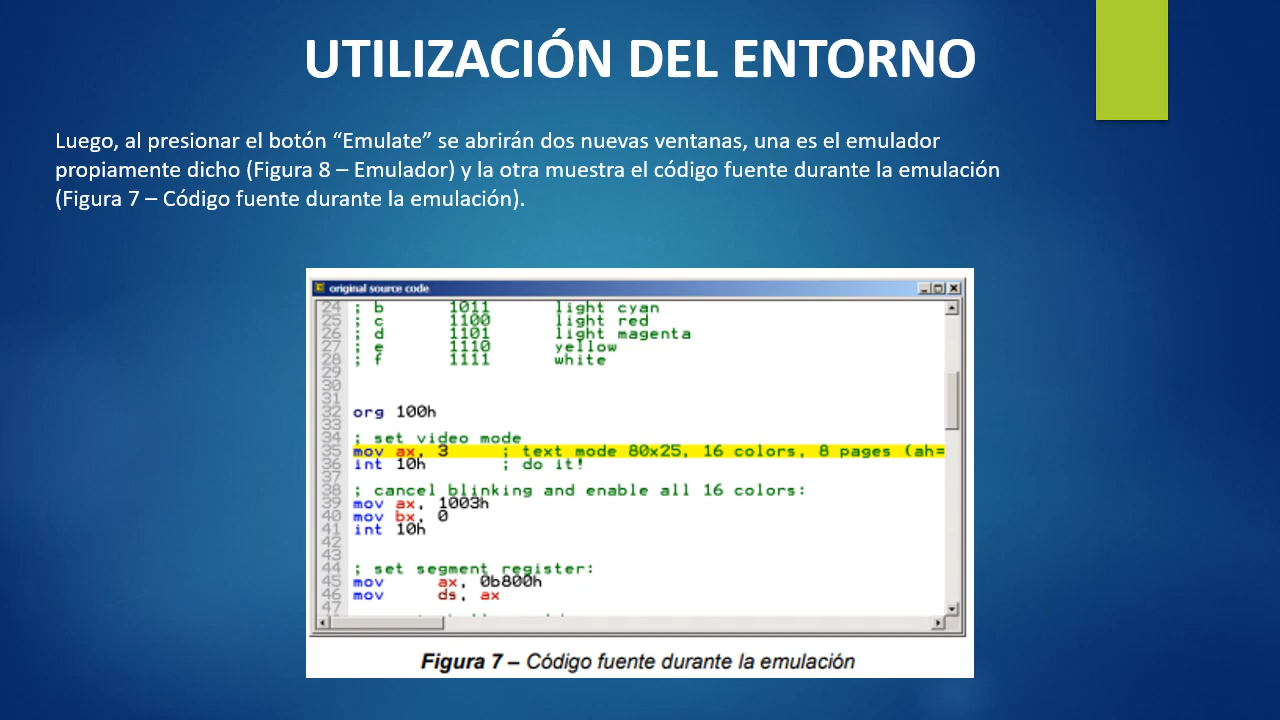 UTILIZACIÓN DEL ENTORNO
Luego, al presionar el botón “Emulate” se abrirán dos nuevas ventanas, una es el emulador
propiamente dicho (Figura 8 – Emulador) y la otra muestra el código fuente durante la emulación
(Figura 7 – Código fuente durante la emulación).
original source code
24 ; b 1011 light cyan
25 ; c 1100 light red
26 ; d 1101 light magenta
27 ; e 1110 yellow
28 ; f 1111 white
29
30
31
32 org 100h
33
34 ; set video mode
35 mov ax, 3 ; text mode 80x25, 16 colors, 8 pages (ah=
36 int 10h ; do it!
37
38 ; cancel blinking and enable all 16 colors:
39 mov ax, 1003h
40 mov bx, 0
41 int 10h
42
43
44 ; set segment register:
45 mov ax, 0b800h
46 mov ds, ax
47
Figura 7 – Código fuente durante la emulación